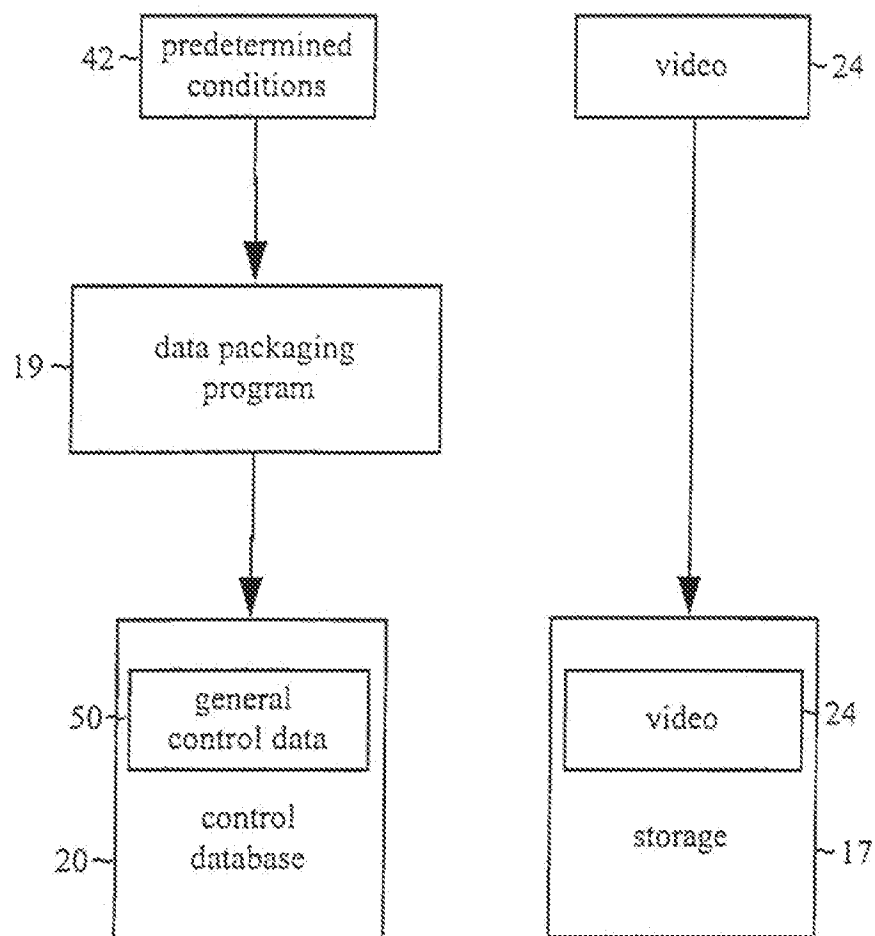 42
predetermined
conditions
video
24
19
data packaging
program
50
general
control data
video
24
control
database
20
storage
17